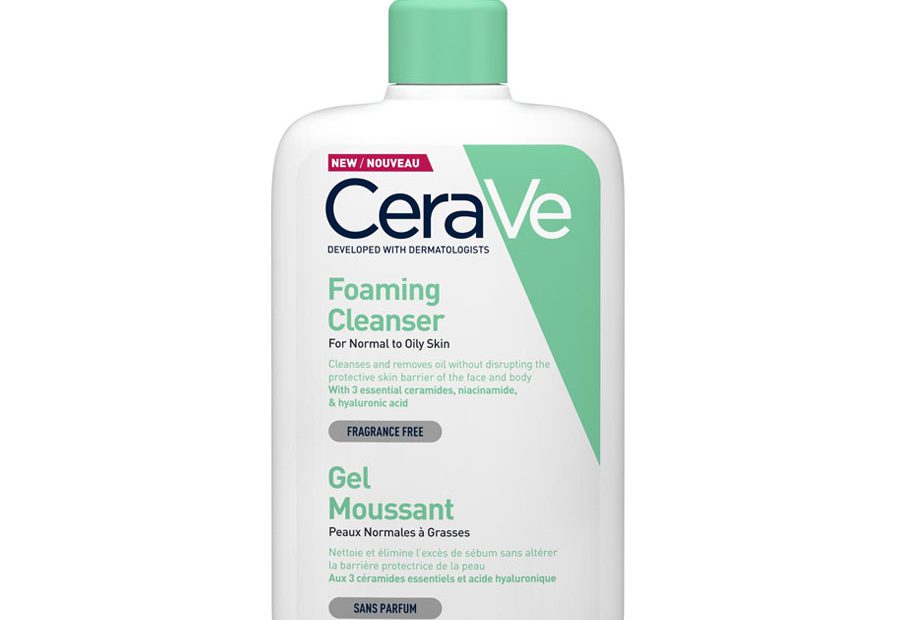 NEW / NOUVEAU
CeraVe
DEVELOPED WITH DERMATOLOGISTS
Foaming
Cleanser
For Normal to Oily Skin
Cleanses and removes oil without disrupting the
protective skin barrier of the face and body
With 3 essential ceramides, niacinamide,
& hyaluronic acid
FRAGRANCE FREE
Gel
Moussant
Peaux Normales à Grasses
Nettoie et élimine l'excès de sébum sans altérer
la barrière protectrice de la peau
Aux 3 céramides essentiels et acide hyaluronique
SANS PARFUM